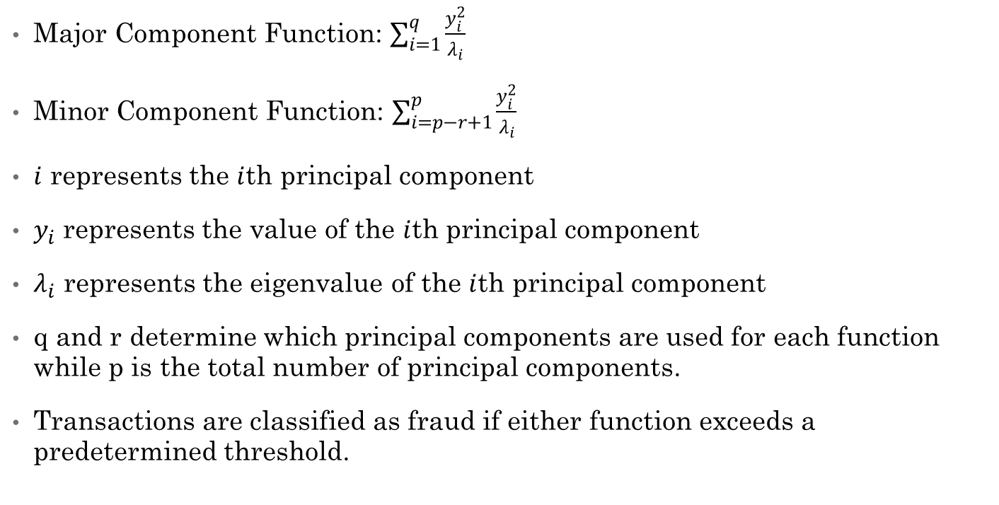 • Major Component Function: $\sum_{i=1}^{q} \frac{y_i^2}{\lambda_i}$
• Minor Component Function: $\sum_{i=p-r+1}^{p} \frac{y_i^2}{\lambda_i}$
• i represents the ith principal component
• $y_i$ represents the value of the ith principal component
• $\lambda_i$ represents the eigenvalue of the ith principal component
• q and r determine which principal components are used for each function
while p is the total number of principal components.
• Transactions are classified as fraud if either function exceeds a
predetermined threshold.